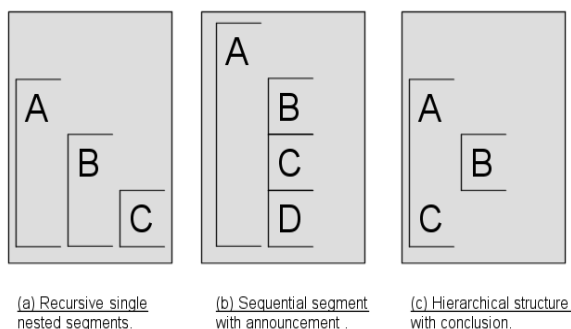 A
B
C
A
B
C
D
A
B
C
(a) Recursive single
nested segments.
(b) Sequential segment
with announcement .
(c) Hierarchical structure
with conclusion.